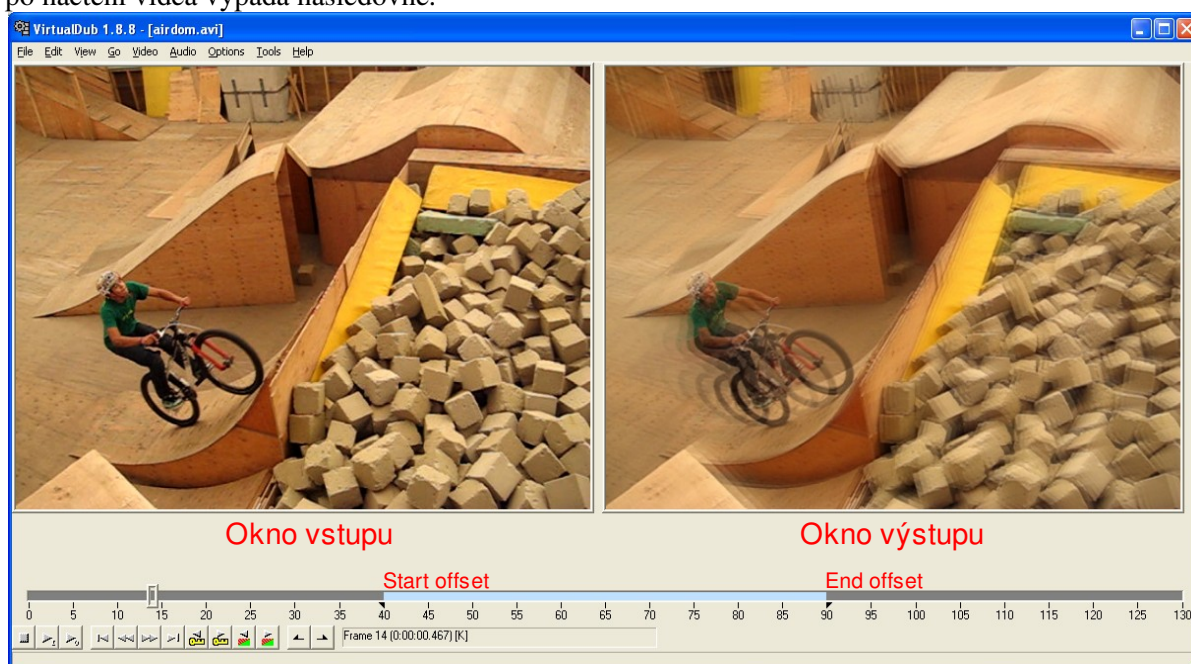 po načtení videa vypadá následovně:
VirtualDub 1.8.8 - [airdom.avi]
File Edit View Go Video Audio Options Tools Help
Okno vstupu
Okno výstupu
Start offset
End offset
0 5 10 15 20 25 30 35 40 45 50 55 60 65 70 75 80 85 90 95 100 105 110 115 120 125 130
Frame 14 (0:00:00.467) [K]